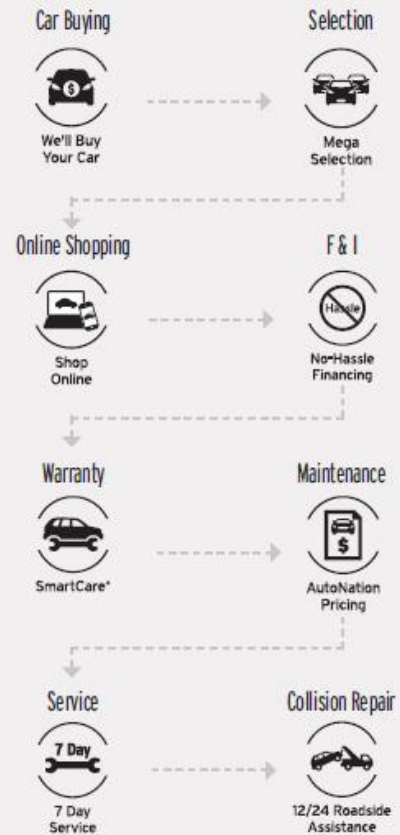 Car Buying
$
We'll Buy
Your Car
Selection
Mega
Selection
Online Shopping
Shop
Online
F & I
Hassle
No-Hassle
Financing
Warranty
SmartCare*
Maintenance
$
AutoNation
Pricing
Service
7 Day
7 Day
Service
Collision Repair
12/24 Roadside
Assistance